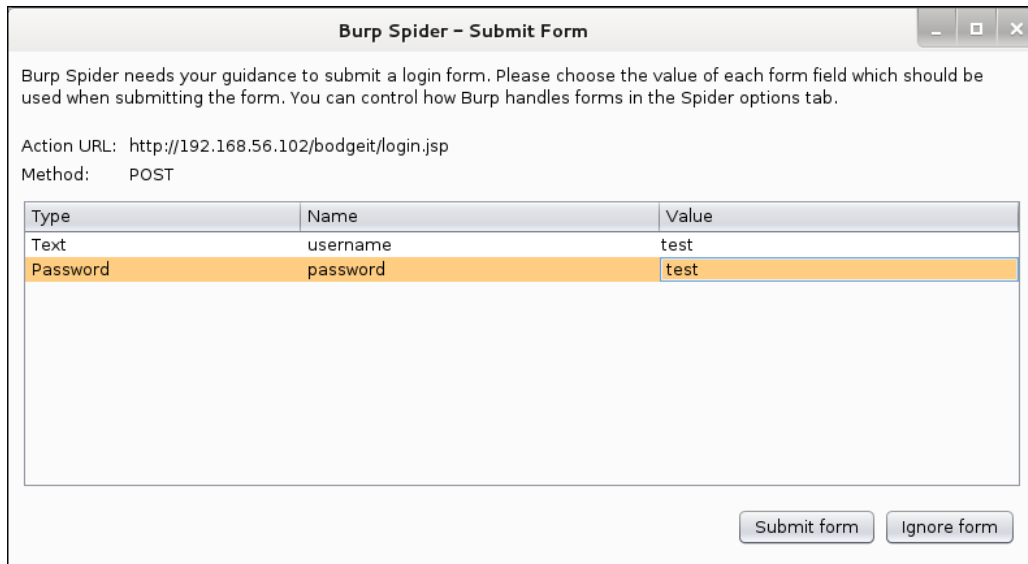 Burp Spider – Submit Form
Burp Spider needs your guidance to submit a login form. Please choose the value of each form field which should be
used when submitting the form. You can control how Burp handles forms in the Spider options tab.
Action URL: http://192.168.56.102/bodgeit/login.jsp
Method: POST
Type Name Value
Text username test
Password password test
Submit form Ignore form